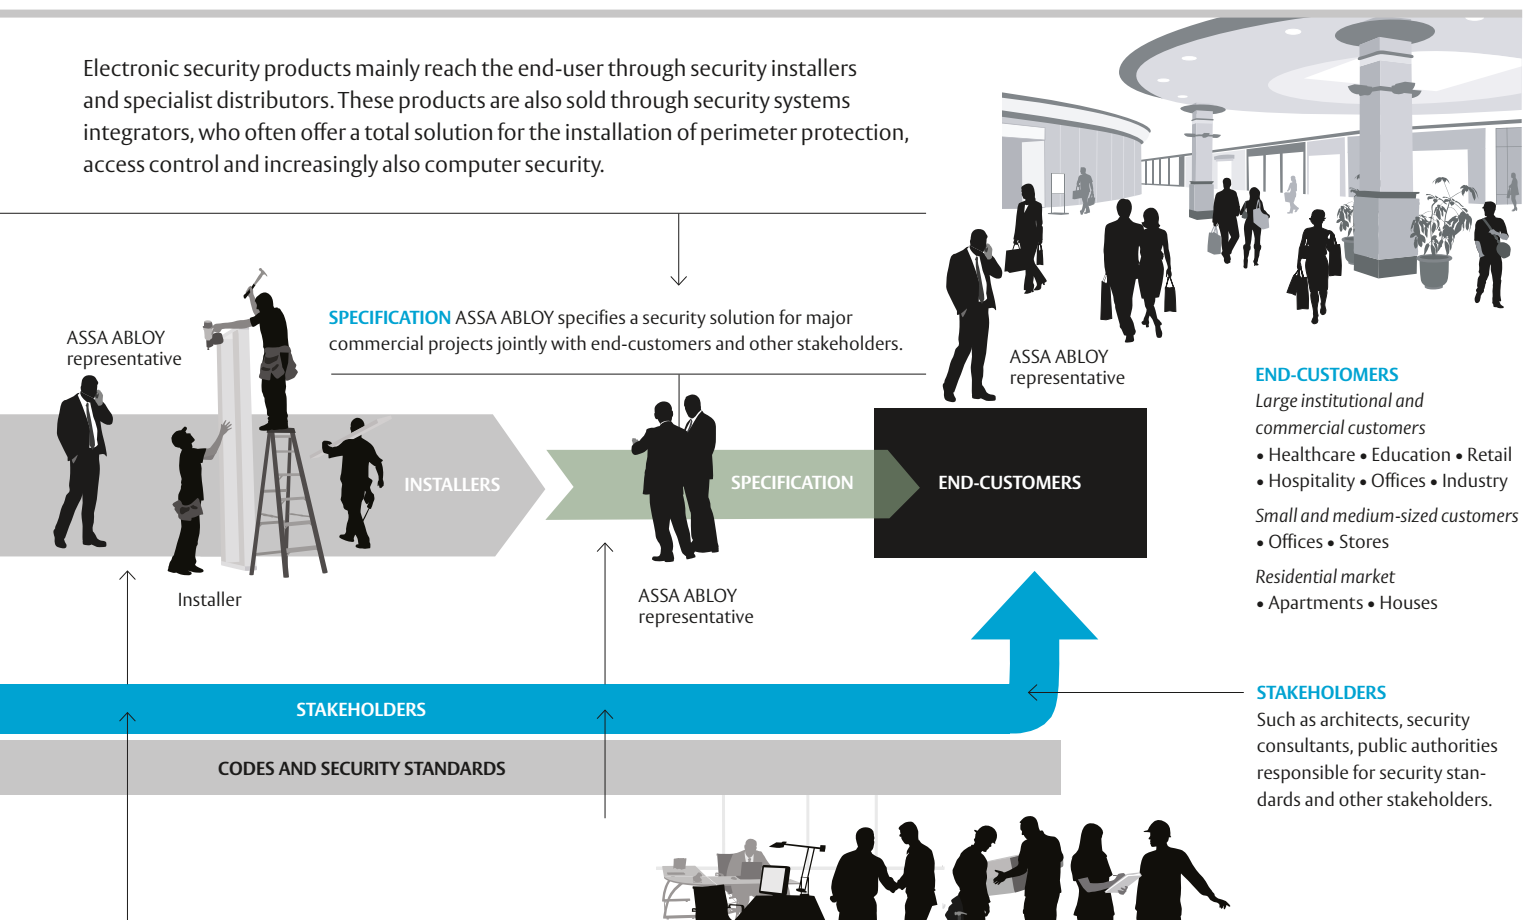 Electronic security products mainly reach the end-user through security installers
and specialist distributors. These products are also sold through security systems
integrators, who often offer a total solution for the installation of perimeter protection,
access control and increasingly also computer security.
SPECIFICATION ASSA ABLOY specifies a security solution for major
commercial projects jointly with end-customers and other stakeholders.
ASSA ABLOY
representative
ASSA ABLOY
representative
INSTALLERS
SPECIFICATION
END-CUSTOMERS
Installer
ASSA ABLOY
representative
END-CUSTOMERS
Large institutional and
commercial customers
• Healthcare • Education • Retail
• Hospitality • Offices • Industry
Small and medium-sized customers
• Offices • Stores
Residential market
• Apartments • Houses
STAKEHOLDERS
CODES AND SECURITY STANDARDS
STAKEHOLDERS
Such as architects, security
consultants, public authorities
responsible for security stan-
dards and other stakeholders.